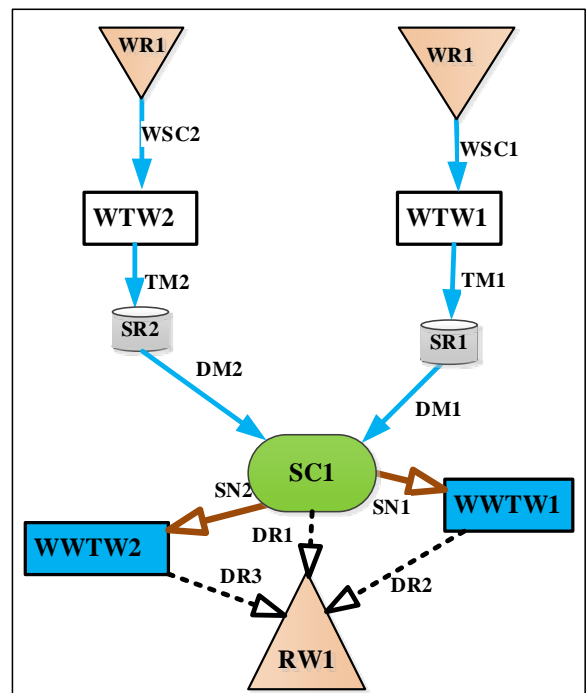 WR1
WR1
WSC2
WSC1
WTW2
WTW1
TM2
TM1
SR2
SR1
DM2
DM1
SC1
SN2
SN1
WWTW1
DR1
WWTW2
DR3
DR2
RW1